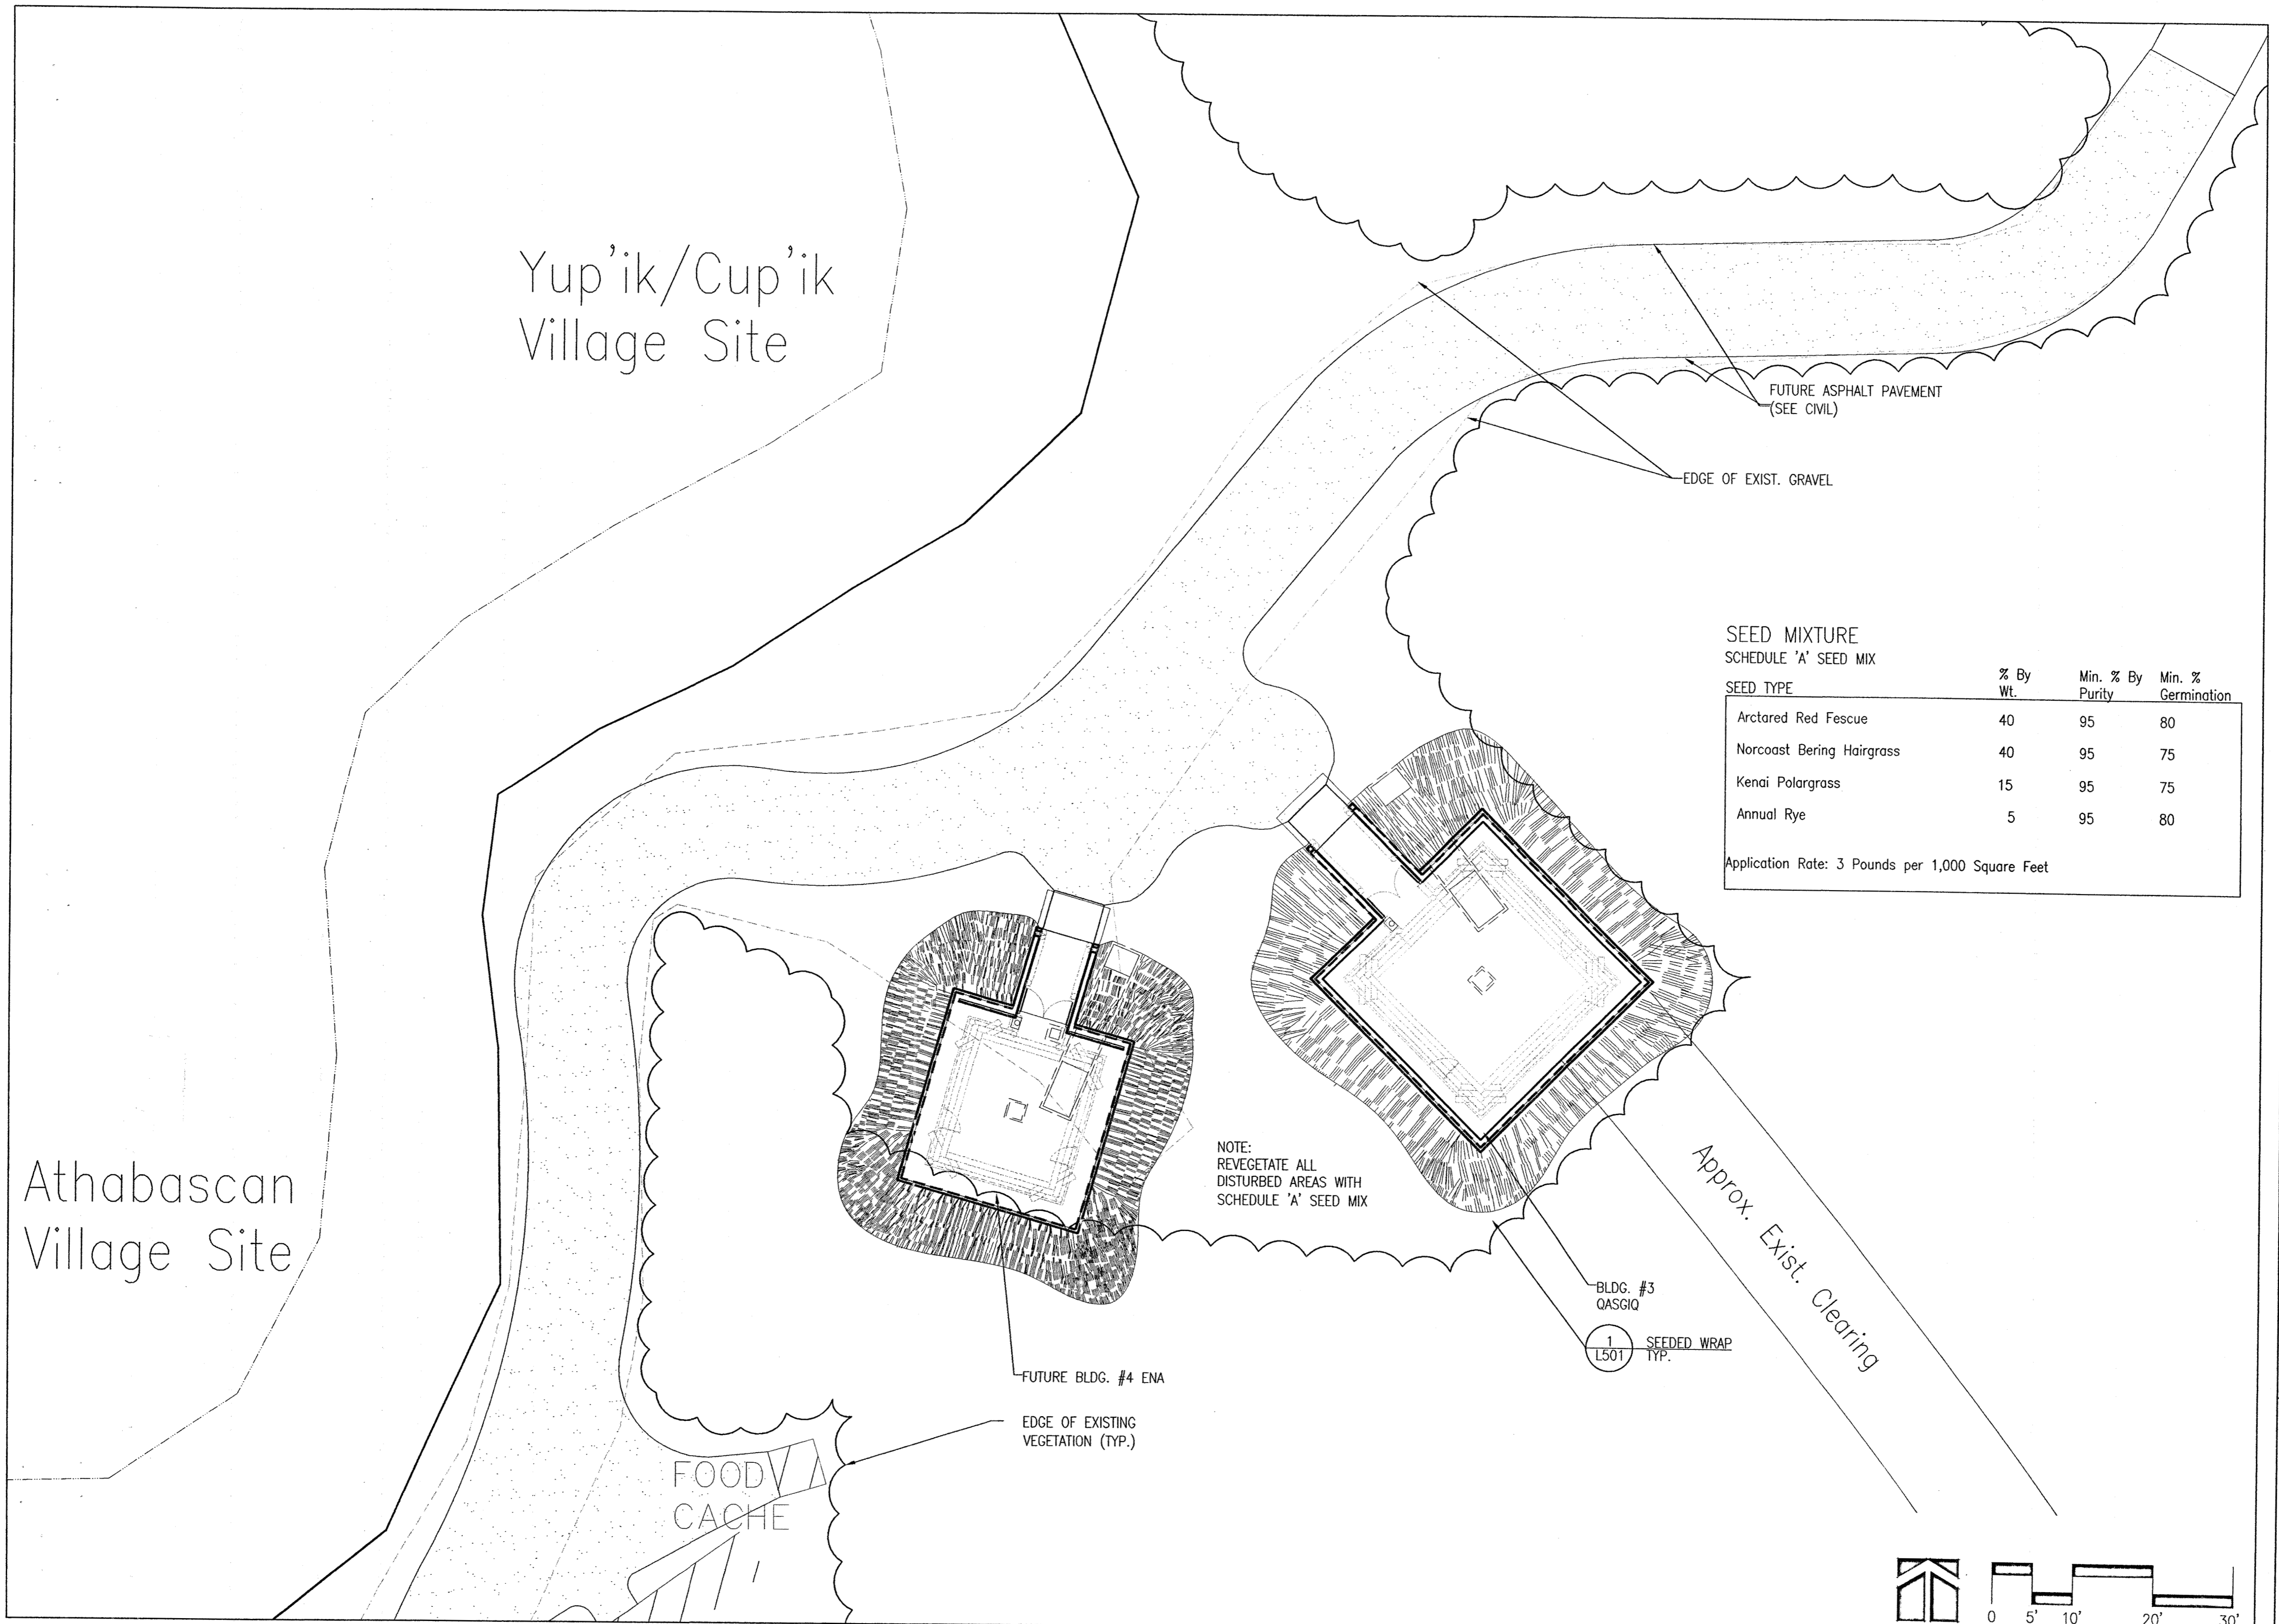 Yup'ik/Cup'ik
Village Site
FUTURE ASPHALT PAVEMENT
(SEE CIVIL)
EDGE OF EXIST. GRAVEL
SEED MIXTURE
SCHEDULE 'A' SEED MIX
SEED TYPE % By Wt. Min. % By Purity Min. % Germination
Arctared Red Fescue 40 95 80
Norcoast Bering Hairgrass 40 95 75
Kenai Polargrass 15 95 75
Annual Rye 5 95 80
Application Rate: 3 Pounds per 1,000 Square Feet
Athabascan
Village Site
NOTE:
REVEGETATE ALL
DISTURBED AREAS WITH
SCHEDULE 'A' SEED MIX
Approx. Exist. Clearing
BLDG. #3
QASGIQ
1
L501
SEEDED WRAP
TYP.
FUTURE BLDG. #4 ENA
EDGE OF EXISTING
VEGETATION (TYP.)
FOOD
CACHE
0 5' 10' 20' 30'